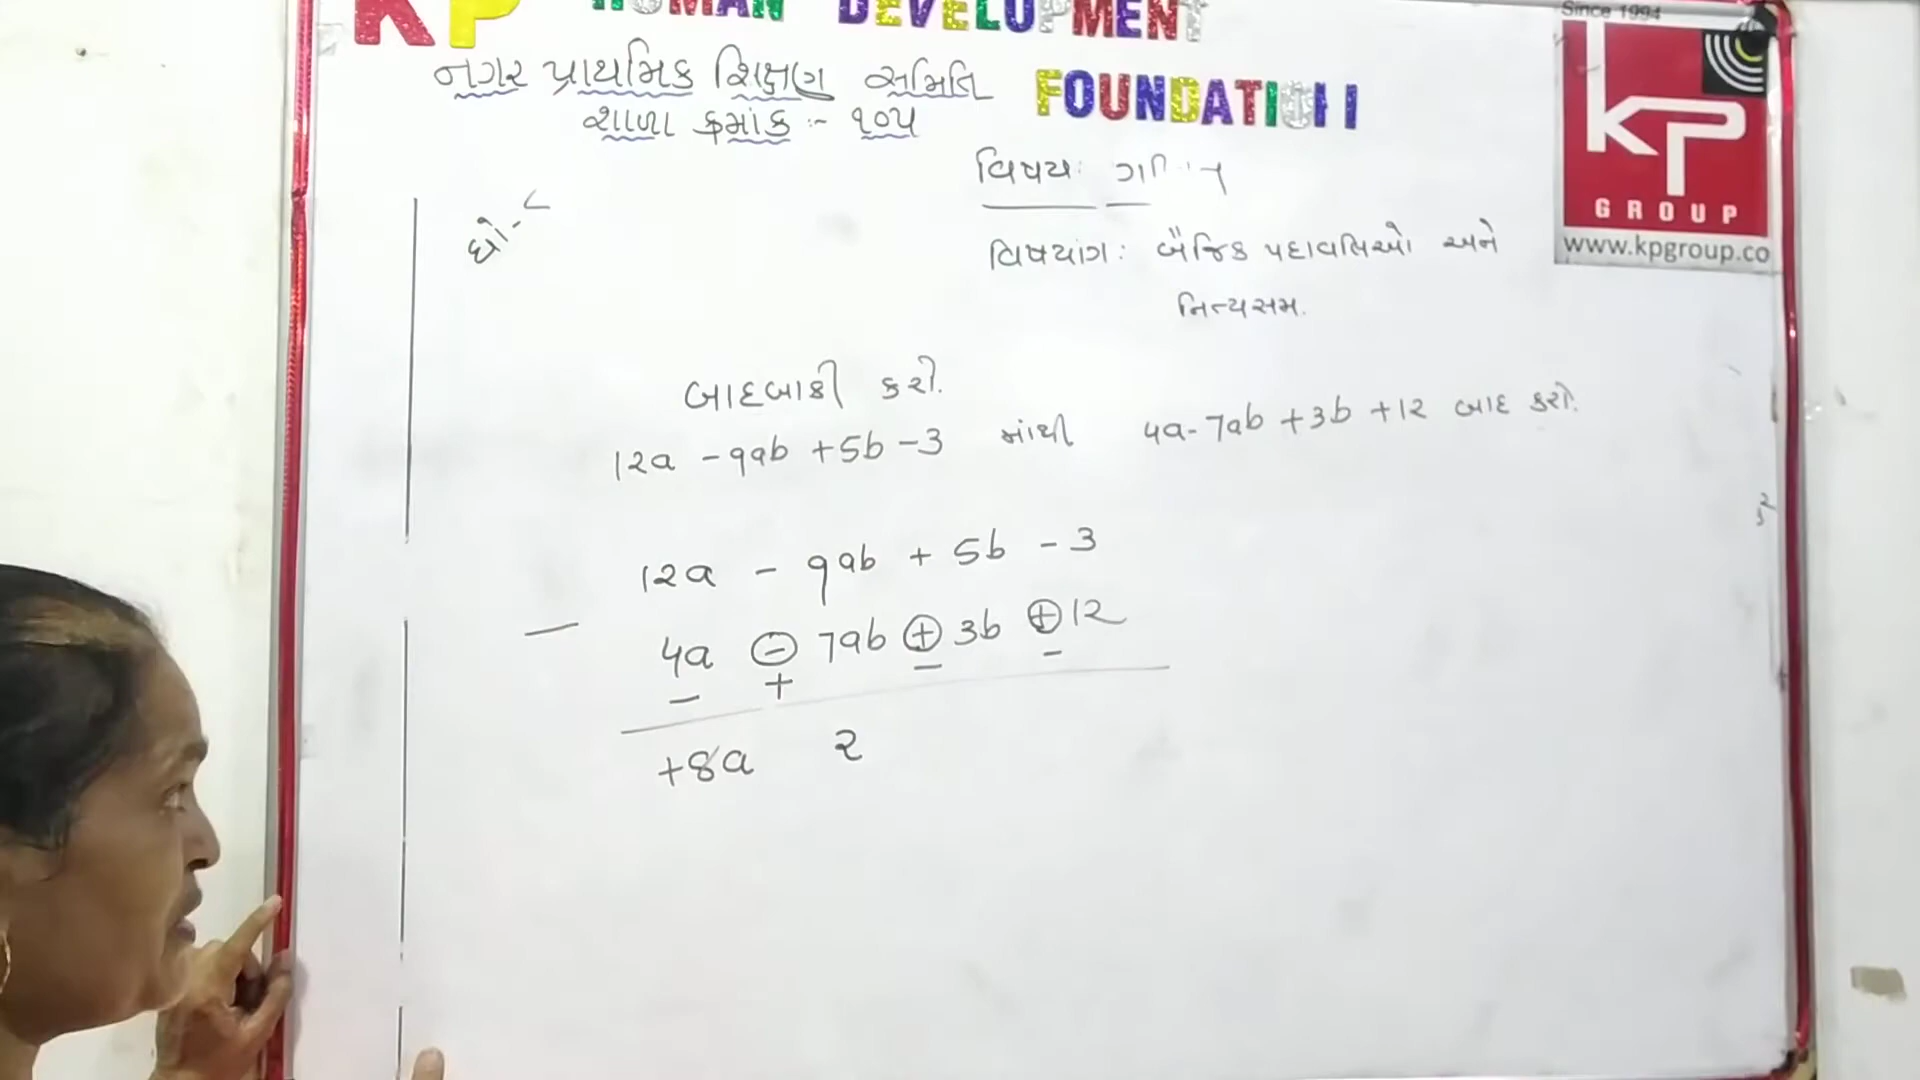 KP HUMAN DEVELOPMENT
FOUNDATION
નગર પ્રાથમિક શિક્ષણ સમિતિ
શાળા ક્રમાંક :- ૧૦૫
Since 1994
KP
GROUP
www.kpgroup.co
ધો-૮
વિષય: ગણિત
વિષયાંગ: બૈજિક પદાવલિઓ અને
નિત્યસમ.
બાદબાકી કરો.
12a - 9ab + 5b - 3 માંથી 4a - 7ab + 3b + 12 બાદ કરો.
12a - 9ab + 5b - 3
— 4a ⊖ 7ab ⊕ 3b ⊕ 12
— + — —
+8a 2